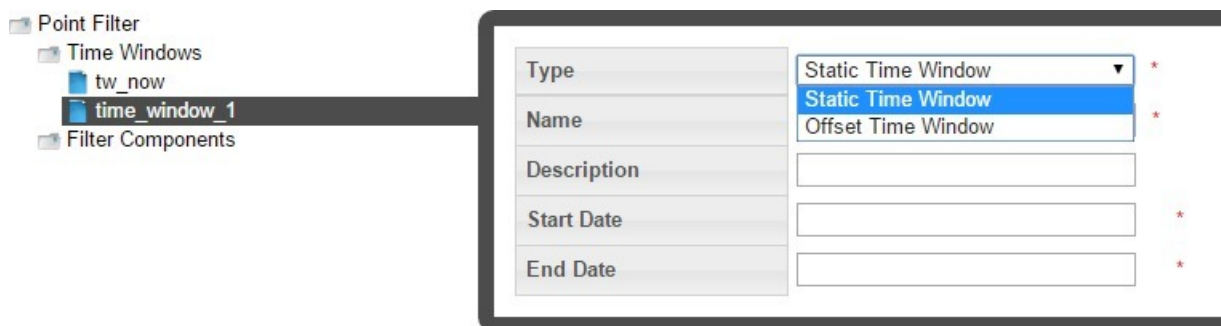 Point Filter
Time Windows
tw_now
time_window_1
Filter Components
Type
Static Time Window
*
Static Time Window
Offset Time Window
Name
*
Description
Start Date
*
End Date
*